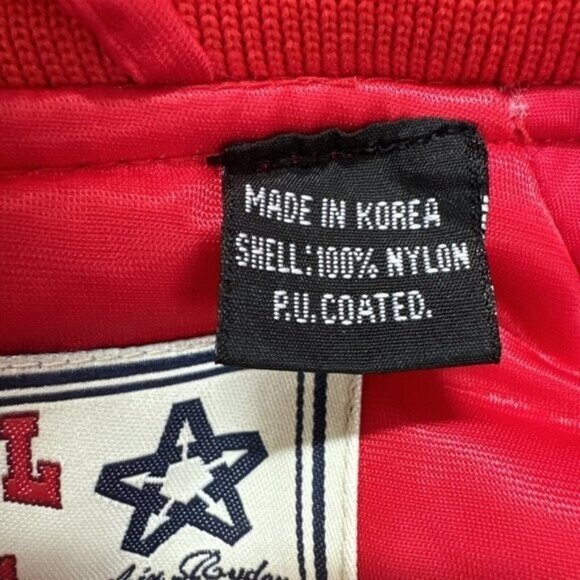 MADE IN KOREA
SHELL:100% NYLON
P.U.COATED.
L